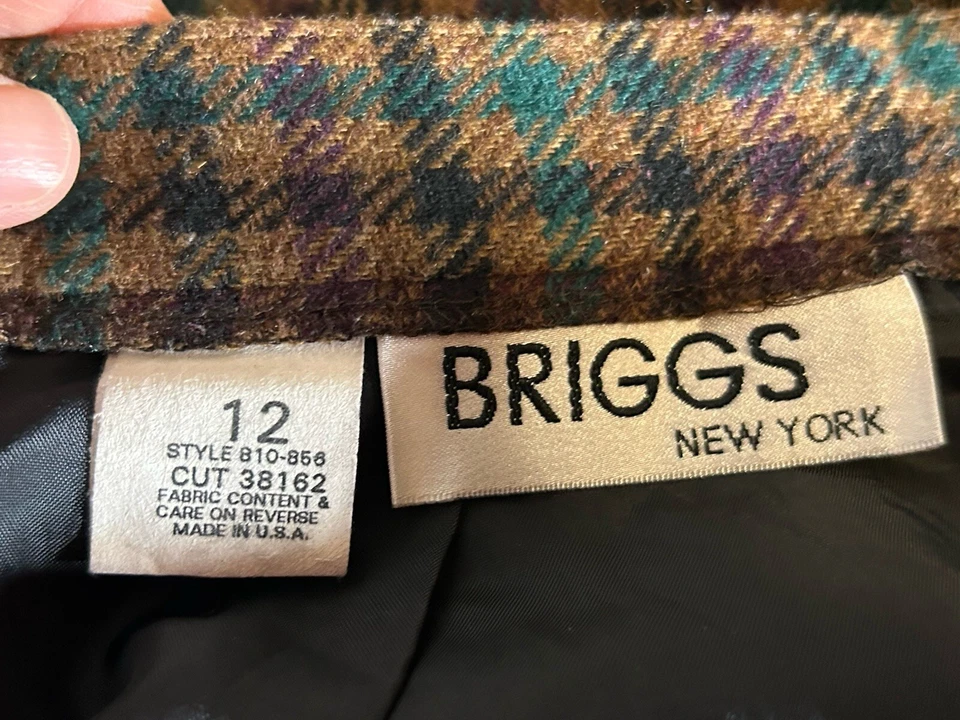 12
STYLE 810-856
CUT 38162
FABRIC CONTENT &
CARE ON REVERSE
MADE IN U.S.A.
BRIGGS
NEW YORK